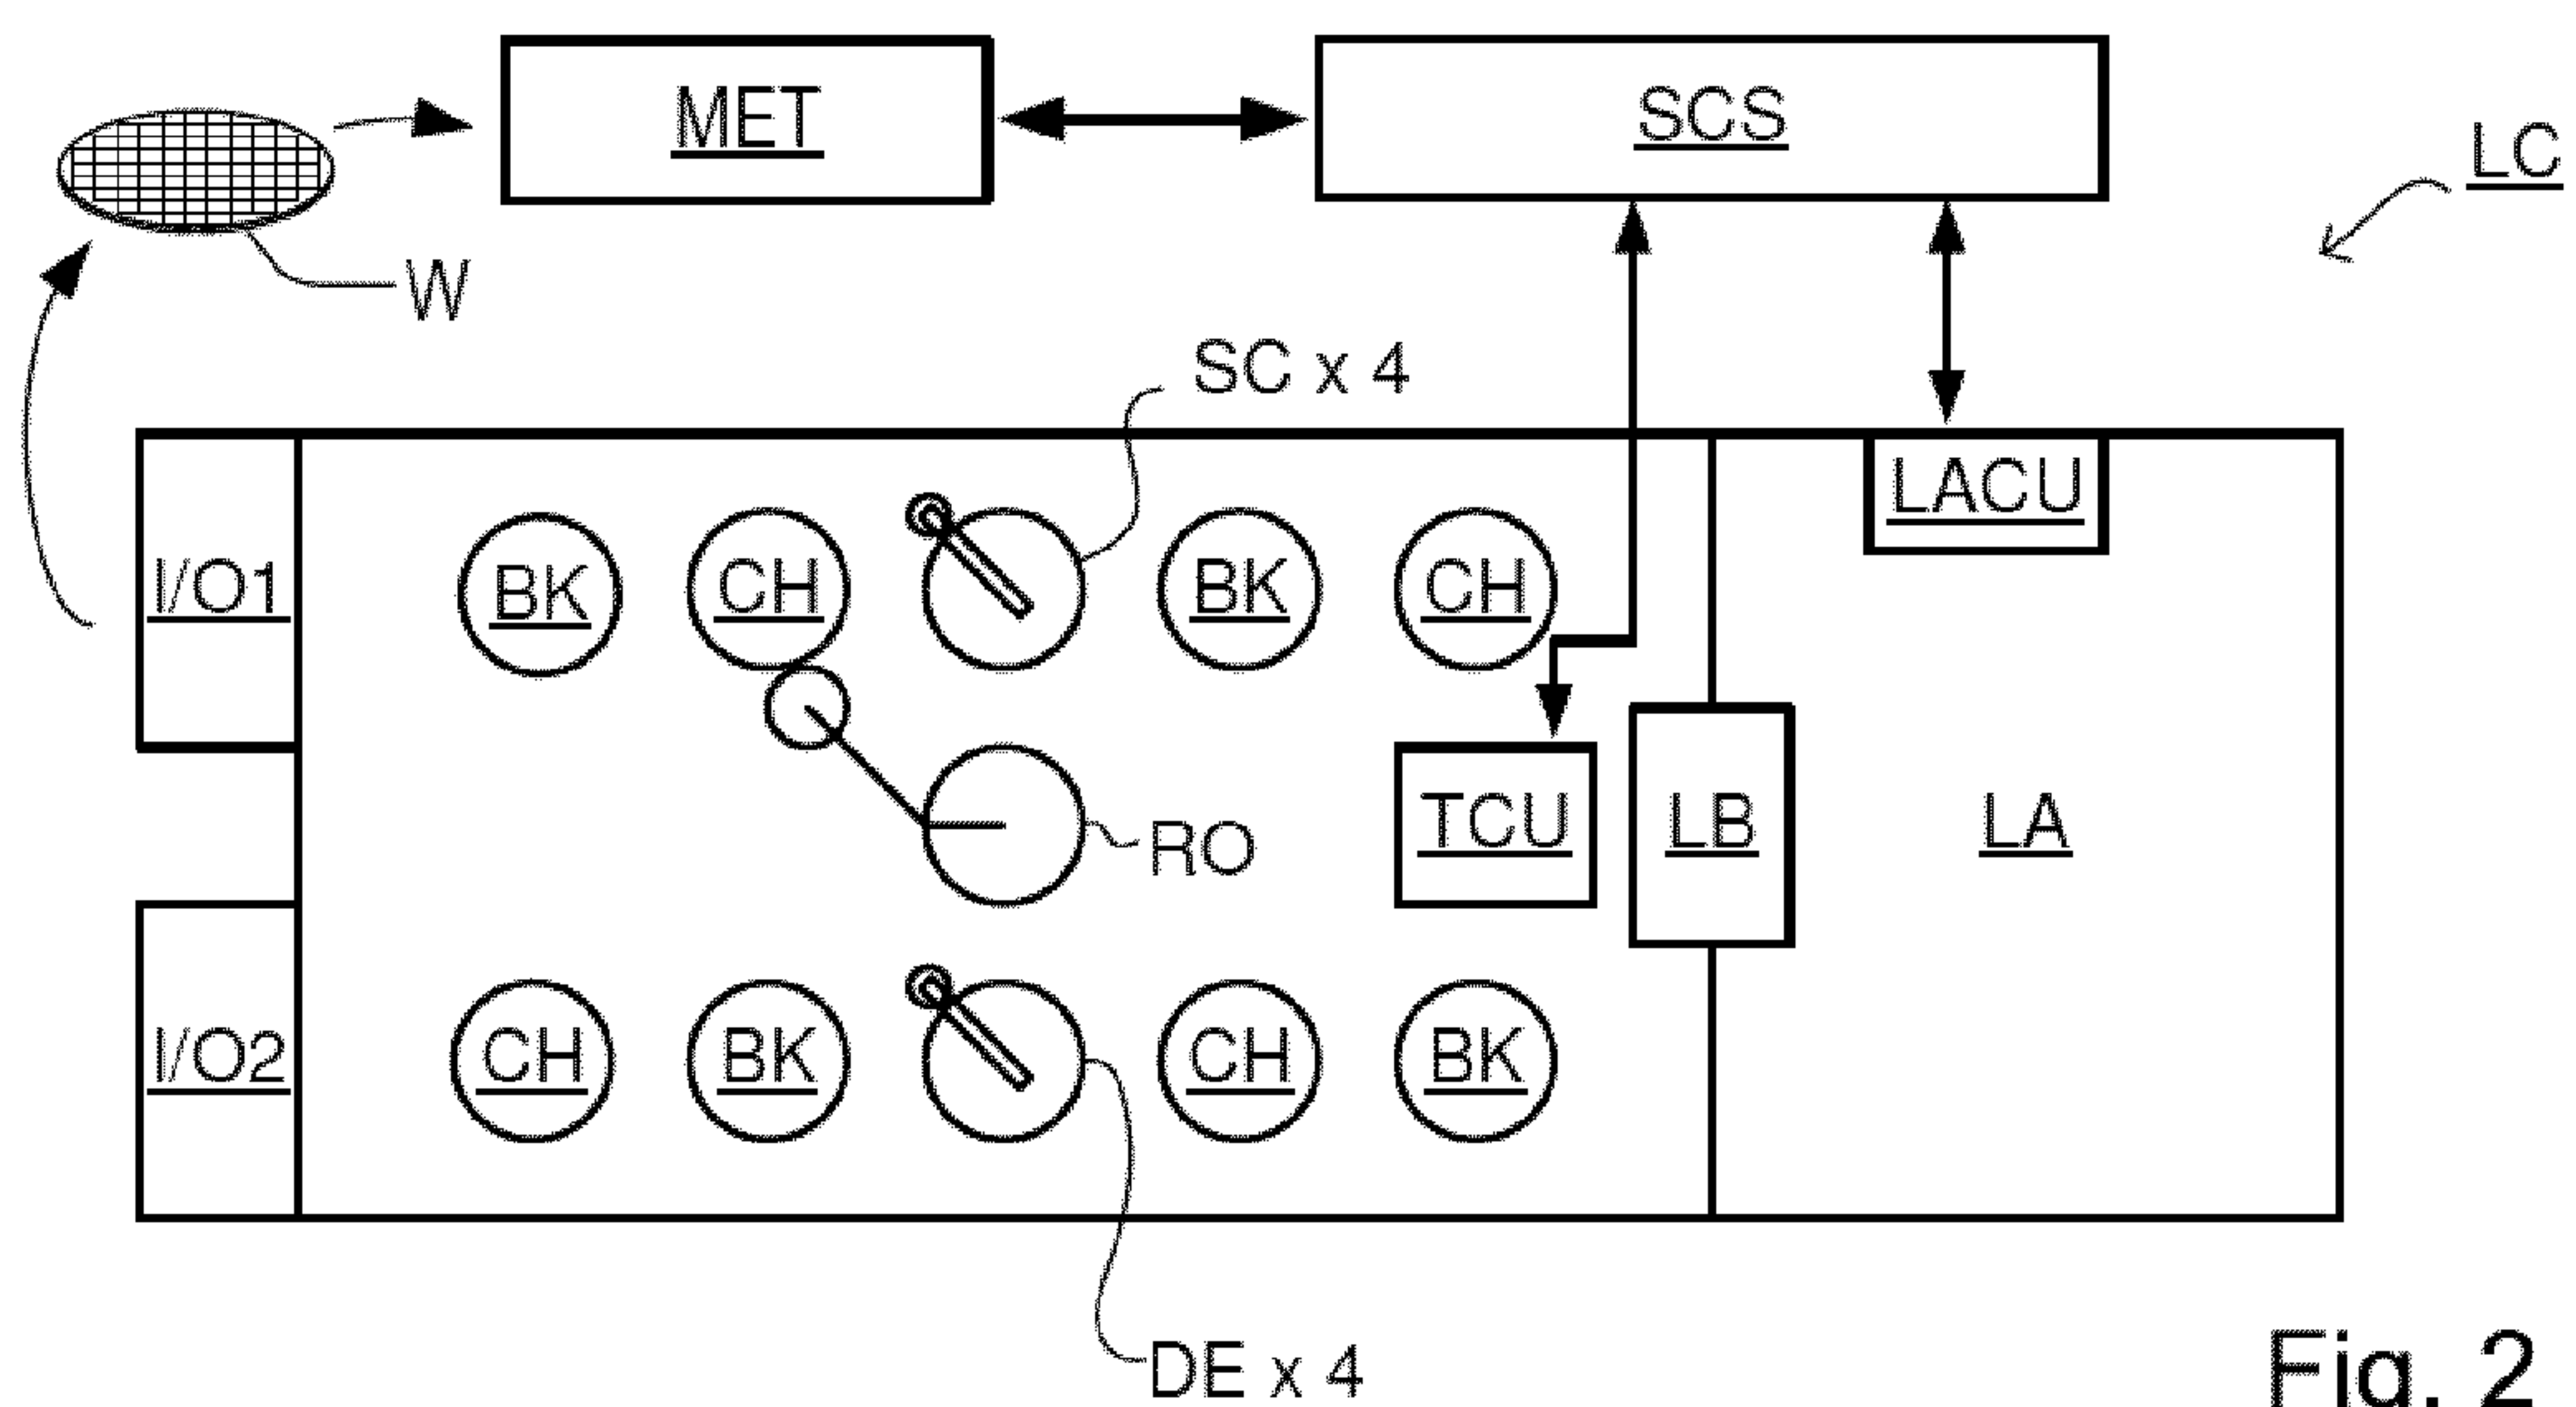 MET
SCS
LC
W
SC x 4
LACU
I/O1
BK
CH
BK
CH
TCU
LB
LA
RO
I/O2
CH
BK
CH
BK
DE x 4
Fig. 2